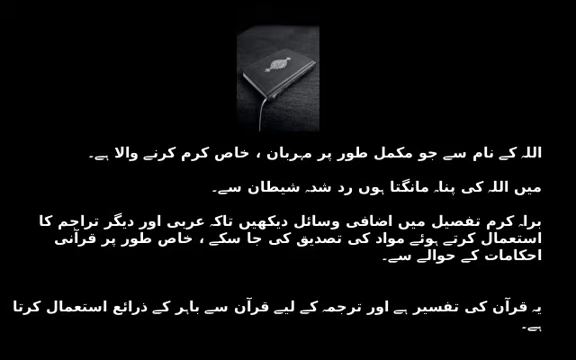 اللہ کے نام سے جو مکمل طور پر مہربان ، خاص کرم کرنے والا ہے۔
میں اللہ کی پناہ مانگتا ہوں رد شدہ شیطان سے۔
براہ کرم تفصیل میں اضافی وسائل دیکھیں تاکہ عربی اور دیگر تراجم کا
استعمال کرتے ہوئے مواد کی تصدیق کی جا سکے ، خاص طور پر قرآنی
احکامات کے حوالے سے۔
یہ قرآن کی تفسیر ہے اور ترجمہ کے لیے قرآن سے باہر کے ذرائع استعمال کرتا
ہے۔